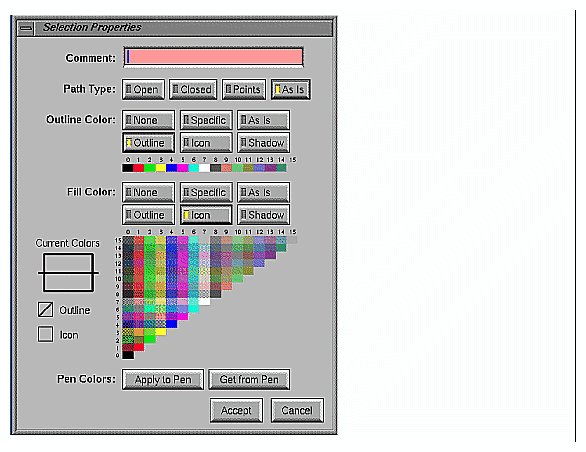 Selection Properties
Comment:
Path Type: Open Closed Points As Is
Outline Color: None Specific As Is
Outline Icon Shadow
0 1 2 3 4 5 6 7 8 9 10 11 12 13 14 15
Fill Color: None Specific As Is
Outline Icon Shadow
0 1 2 3 4 5 6 7 8 9 10 11 12 13 14 15
Current Colors
15
14
13
12
11
10
9
8
7
6
5
4
3
2
1
0
Outline
Icon
Pen Colors: Apply to Pen Get from Pen
Accept Cancel